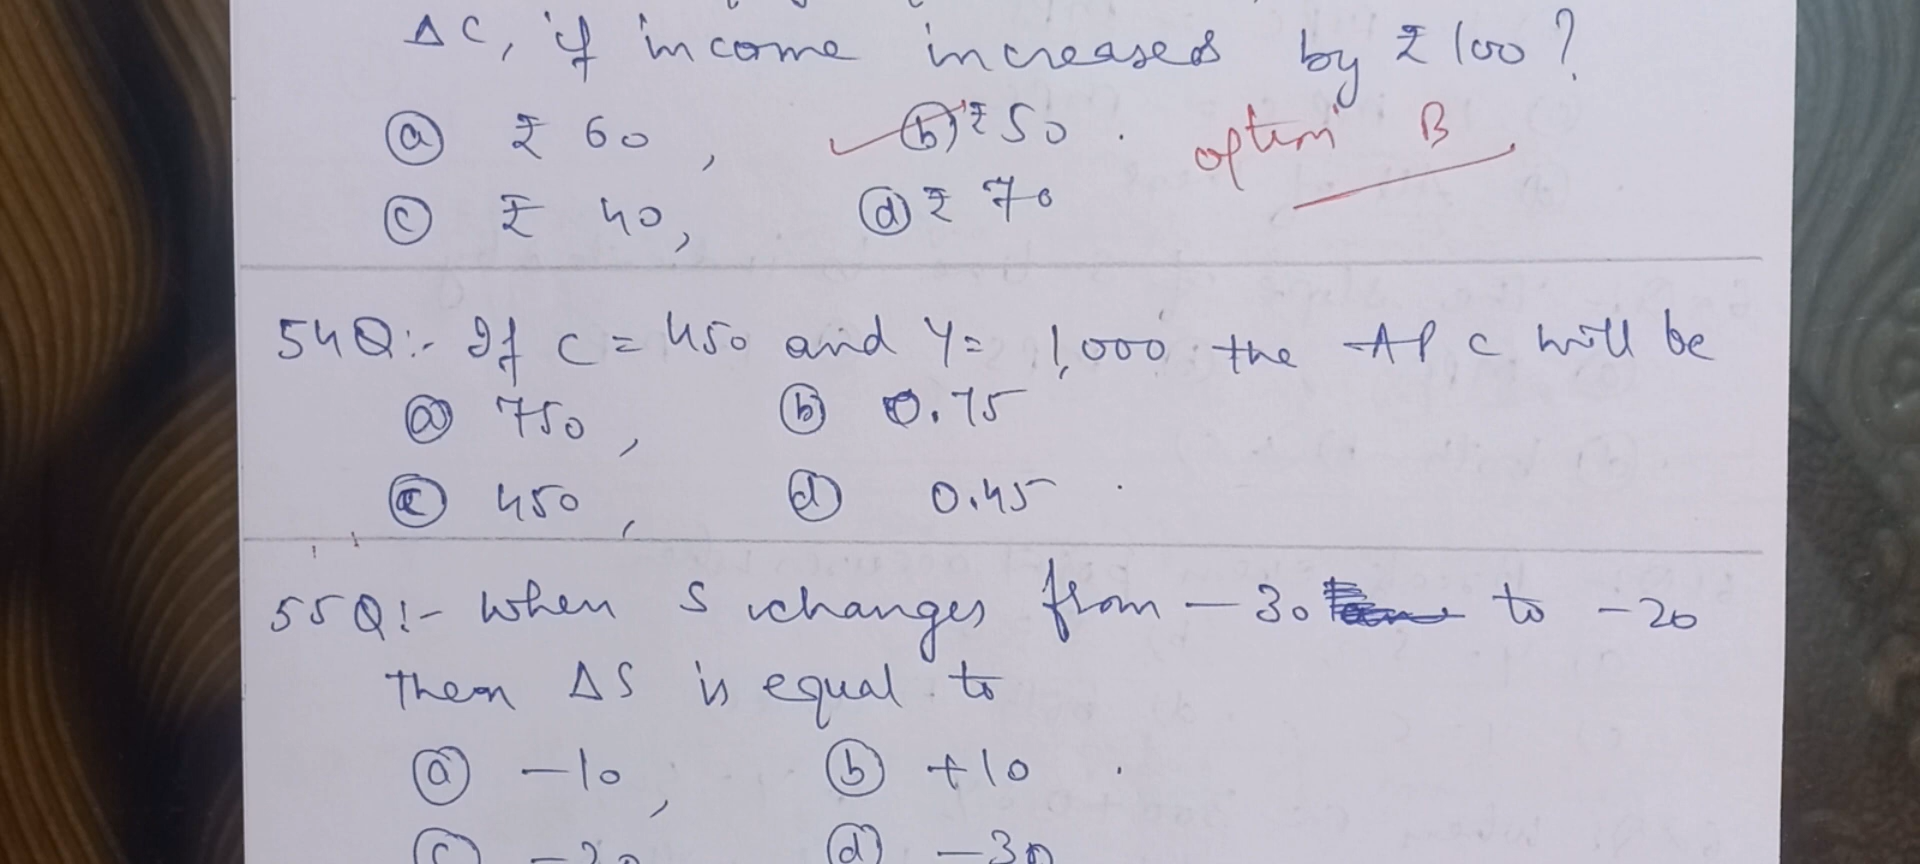 ΔC, if income increases by ₹ 100 ?
ⓐ ₹ 60 , ⓑ ₹ 50 . option B
ⓒ ₹ 40 , ⓓ ₹ 70
54Q:- If C = 450 and Y = 1,000 the APC will be
ⓐ 750 , ⓑ 0.75
ⓒ 450 , ⓓ 0.45 .
55Q:- When S changes from -30 to -20
Then ΔS is equal to
ⓐ -10 , ⓑ +10 .
ⓒ -20 ⓓ -30